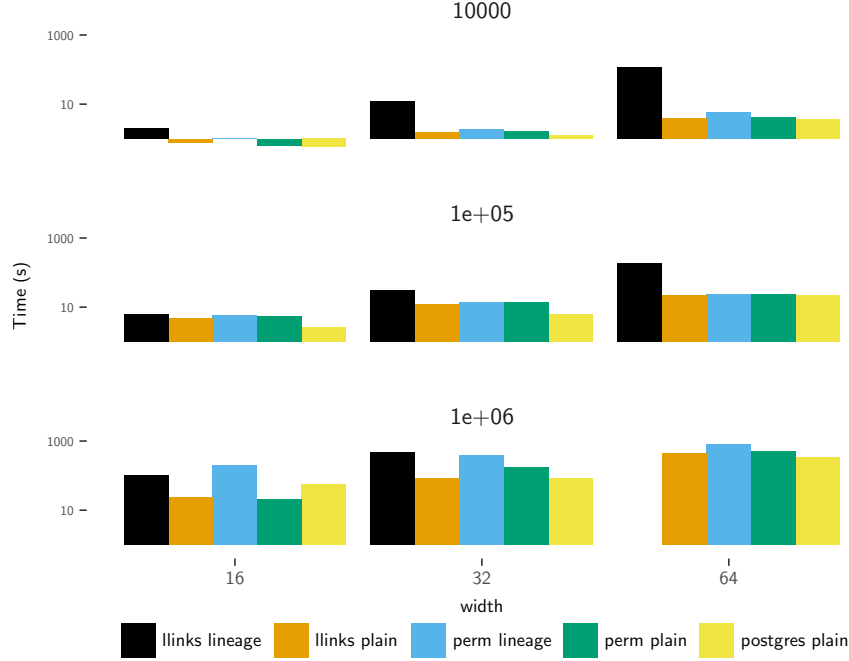 10000
1000
10
1e+05
1000
10
Time (s)
1e+06
1000
10
16 32 64
width
llinks lineage llinks plain perm lineage perm plain postgres plain